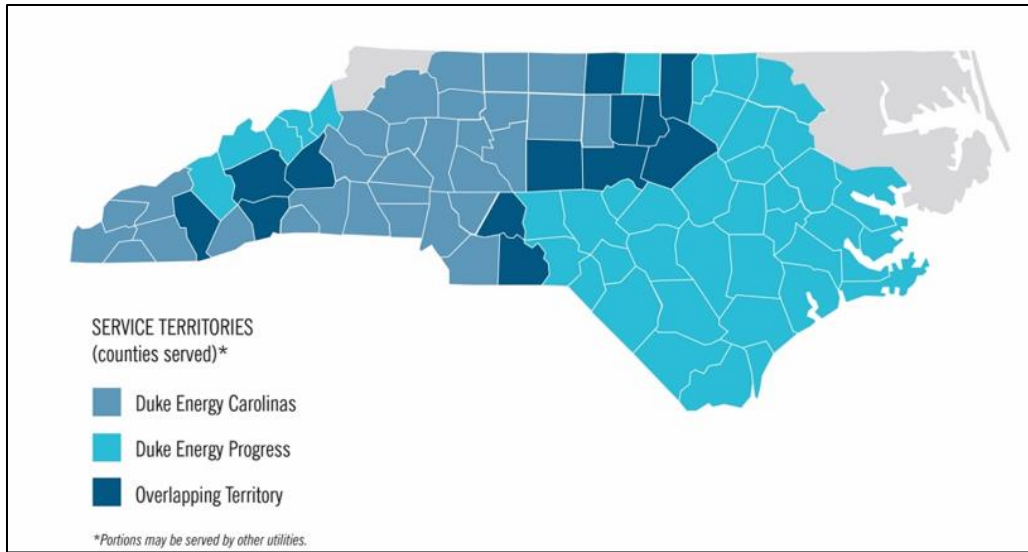 SERVICE TERRITORIES
(counties served)*
Duke Energy Carolinas
Duke Energy Progress
Overlapping Territory
*Portions may be served by other utilities.